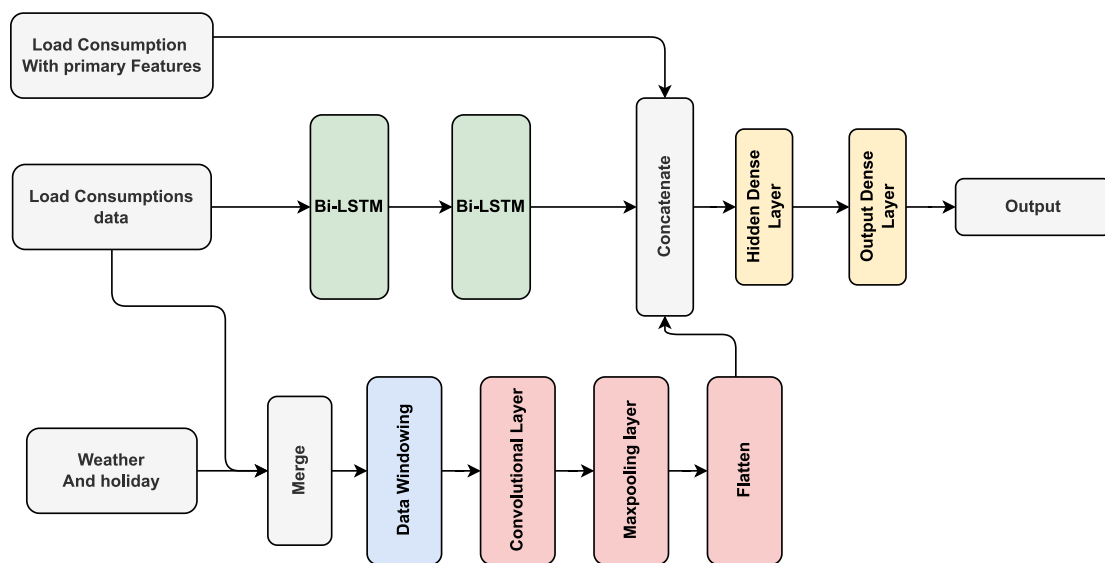 Load Consumption
With primary Features
Load Consumptions
data
Bi-LSTM
Bi-LSTM
Concatenate
Hidden Dense
Layer
Output Dense
Layer
Output
Weather
And holiday
Merge
Data Windowing
Convolutional Layer
Maxpooling layer
Flatten